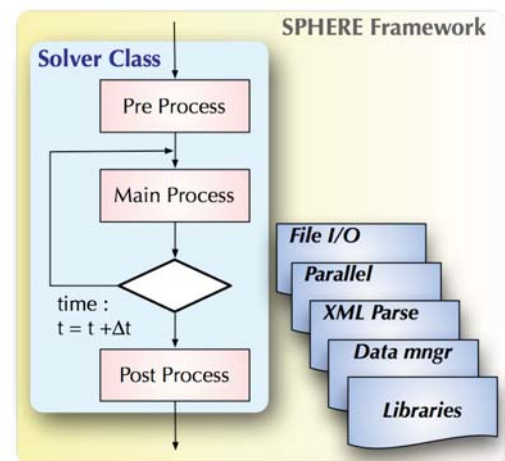 SPHERE Framework
Solver Class
Pre Process
Main Process
time :
t = t +Δt
Post Process
File I/O
Parallel
XML Parse
Data mngr
Libraries